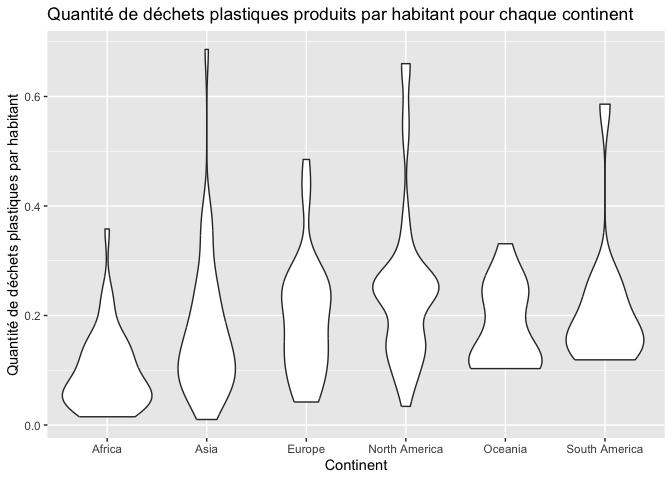 Quantité de déchets plastiques produits par habitant pour chaque continent
Quantité de déchets plastiques par habitant
0.6
0.4
0.2
0.0
Africa
Asia
Europe
North America
Oceania
South America
Continent